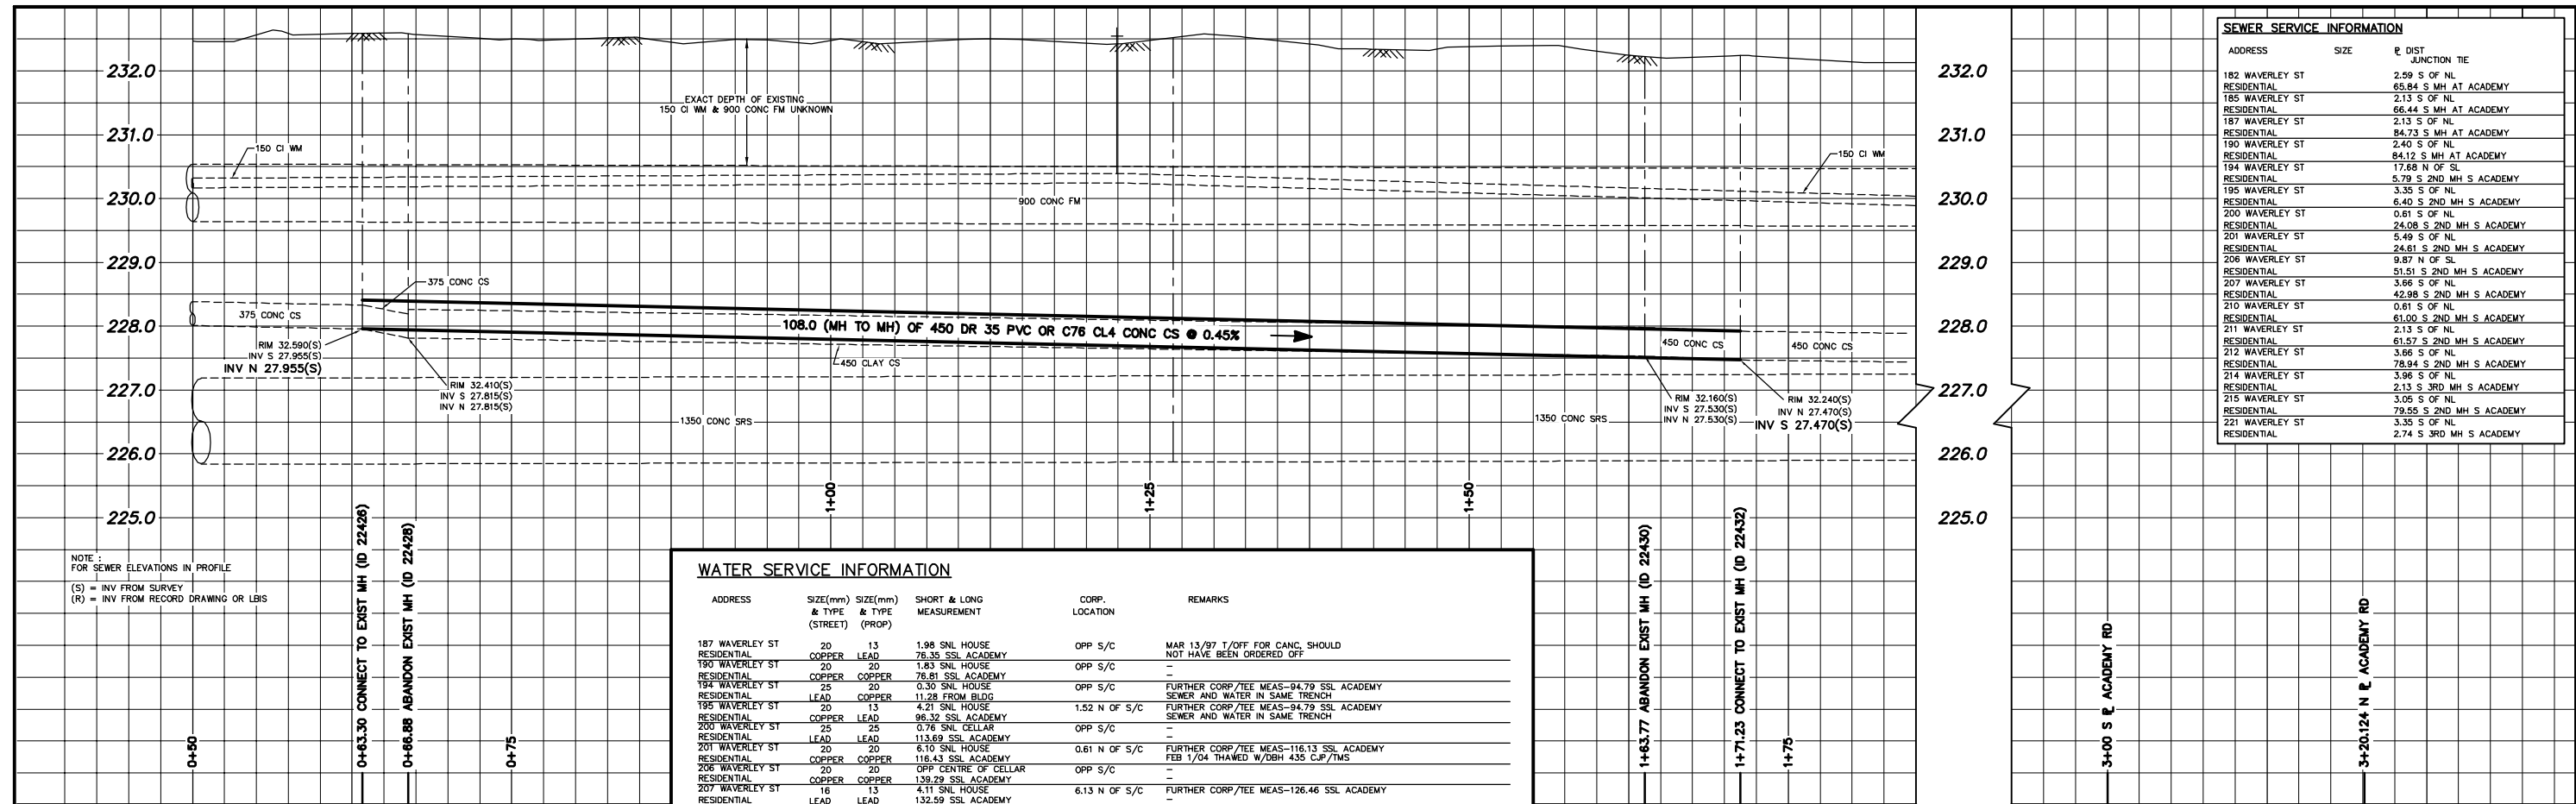 232.0
231.0
230.0
229.0
228.0
227.0
226.0
225.0
150 CI WM
EXACT DEPTH OF EXISTING
150 CI WM & 900 CONC FM UNKNOWN
900 CONC FM
150 CI WM
375 CONC CS
375 CONC CS
108.0 (MH TO MH) OF 450 DR 35 PVC OR C76 CL4 CONC CS @ 0.45%
450 CLAY CS
450 CONC CS
450 CONC CS
RIM 32.590(S)
INV S 27.955(S)
INV N 27.955(S)
RIM 32.410(S)
INV S 27.815(S)
INV N 27.815(S)
1350 CONC SRS
1350 CONC SRS
RIM 32.160(S)
INV S 27.530(S)
INV N 27.530(S)
RIM 32.240(S)
INV N 27.470(S)
INV S 27.470(S)
232.0
231.0
230.0
229.0
228.0
227.0
226.0
225.0
NOTE :
FOR SEWER ELEVATIONS IN PROFILE
(S) = INV FROM SURVEY
(R) = INV FROM RECORD DRAWING OR LBIS
0+50
0+63.30 CONNECT TO EXIST MH (ID 22426)
0+66.88 ABANDON EXIST MH (ID 22428)
0+75
1+00
1+25
1+50
1+63.77 ABANDON EXIST MH (ID 22430)
1+71.23 CONNECT TO EXIST MH (ID 22432)
1+75
3+00 S PL ACADEMY RD
3+20.124 N PL ACADEMY RD
WATER SERVICE INFORMATION
ADDRESS SIZE(mm) SIZE(mm) SHORT & LONG CORP. REMARKS
& TYPE & TYPE MEASUREMENT LOCATION
(STREET) (PROP)
187 WAVERLEY ST 20 13 1.98 SNL HOUSE OPP S/C MAR 13/97 T/OFF FOR CANC, SHOULD
RESIDENTIAL COPPER LEAD 76.35 SSL ACADEMY NOT HAVE BEEN ORDERED OFF
190 WAVERLEY ST 20 20 1.83 SNL HOUSE OPP S/C –
RESIDENTIAL COPPER COPPER 76.81 SSL ACADEMY –
194 WAVERLEY ST 25 20 0.30 SNL HOUSE OPP S/C FURTHER CORP/TEE MEAS–94.79 SSL ACADEMY
RESIDENTIAL LEAD COPPER 11.28 FROM BLDG SEWER AND WATER IN SAME TRENCH
195 WAVERLEY ST 20 13 4.21 SNL HOUSE 1.52 N OF S/C FURTHER CORP/TEE MEAS–94.79 SSL ACADEMY
RESIDENTIAL COPPER LEAD 96.32 SSL ACADEMY SEWER AND WATER IN SAME TRENCH
200 WAVERLEY ST 25 25 0.76 SNL CELLAR OPP S/C –
RESIDENTIAL LEAD LEAD 113.69 SSL ACADEMY –
201 WAVERLEY ST 20 20 6.10 SNL HOUSE 0.61 N OF S/C FURTHER CORP/TEE MEAS–116.13 SSL ACADEMY
RESIDENTIAL COPPER COPPER 116.43 SSL ACADEMY FEB 1/04 THAWED W/DBH 435 CJP/TMS
206 WAVERLEY ST 20 20 OPP CENTRE OF CELLAR OPP S/C –
RESIDENTIAL COPPER COPPER 139.29 SSL ACADEMY –
207 WAVERLEY ST 16 13 4.11 SNL HOUSE 6.13 N OF S/C FURTHER CORP/TEE MEAS–126.46 SSL ACADEMY
RESIDENTIAL LEAD LEAD 132.59 SSL ACADEMY –
SEWER SERVICE INFORMATION
ADDRESS SIZE PL DIST
JUNCTION TIE
182 WAVERLEY ST 2.59 S OF NL
RESIDENTIAL 65.84 S MH AT ACADEMY
185 WAVERLEY ST 2.13 S OF NL
RESIDENTIAL 66.44 S MH AT ACADEMY
187 WAVERLEY ST 2.13 S OF NL
RESIDENTIAL 84.73 S MH AT ACADEMY
190 WAVERLEY ST 2.40 S OF NL
RESIDENTIAL 84.12 S MH AT ACADEMY
194 WAVERLEY ST 17.68 N OF SL
RESIDENTIAL 5.79 S 2ND MH S ACADEMY
195 WAVERLEY ST 3.35 S OF NL
RESIDENTIAL 6.40 S 2ND MH S ACADEMY
200 WAVERLEY ST 0.61 S OF NL
RESIDENTIAL 24.08 S 2ND MH S ACADEMY
201 WAVERLEY ST 5.49 S OF NL
RESIDENTIAL 24.61 S 2ND MH S ACADEMY
206 WAVERLEY ST 9.87 N OF SL
RESIDENTIAL 51.51 S 2ND MH S ACADEMY
207 WAVERLEY ST 3.66 S OF NL
RESIDENTIAL 42.98 S 2ND MH S ACADEMY
210 WAVERLEY ST 0.61 S OF NL
RESIDENTIAL 61.00 S 2ND MH S ACADEMY
211 WAVERLEY ST 2.13 S OF NL
RESIDENTIAL 61.57 S 2ND MH S ACADEMY
212 WAVERLEY ST 3.66 S OF NL
RESIDENTIAL 78.94 S 2ND MH S ACADEMY
214 WAVERLEY ST 3.96 S OF NL
RESIDENTIAL 2.13 S 3RD MH S ACADEMY
215 WAVERLEY ST 3.05 S OF NL
RESIDENTIAL 79.55 S 2ND MH S ACADEMY
221 WAVERLEY ST 3.35 S OF NL
RESIDENTIAL 2.74 S 3RD MH S ACADEMY